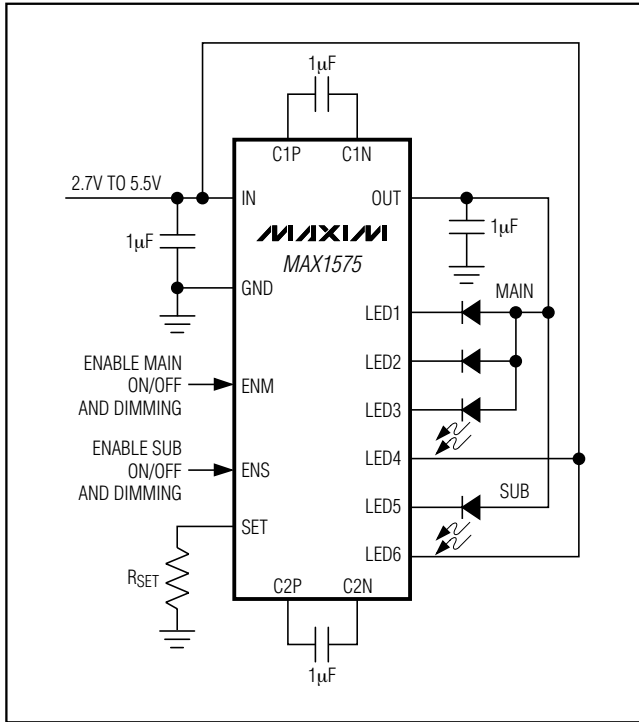 1µF
C1P C1N
2.7V TO 5.5V
IN OUT
MAXIM
MAX1575
1µF
1µF
GND
MAIN
LED1
LED2
ENABLE MAIN
ON/OFF
AND DIMMING
ENM
LED3
LED4
ENABLE SUB
ON/OFF
AND DIMMING
ENS
SUB
LED5
SET
LED6
RSET
C2P C2N
1µF